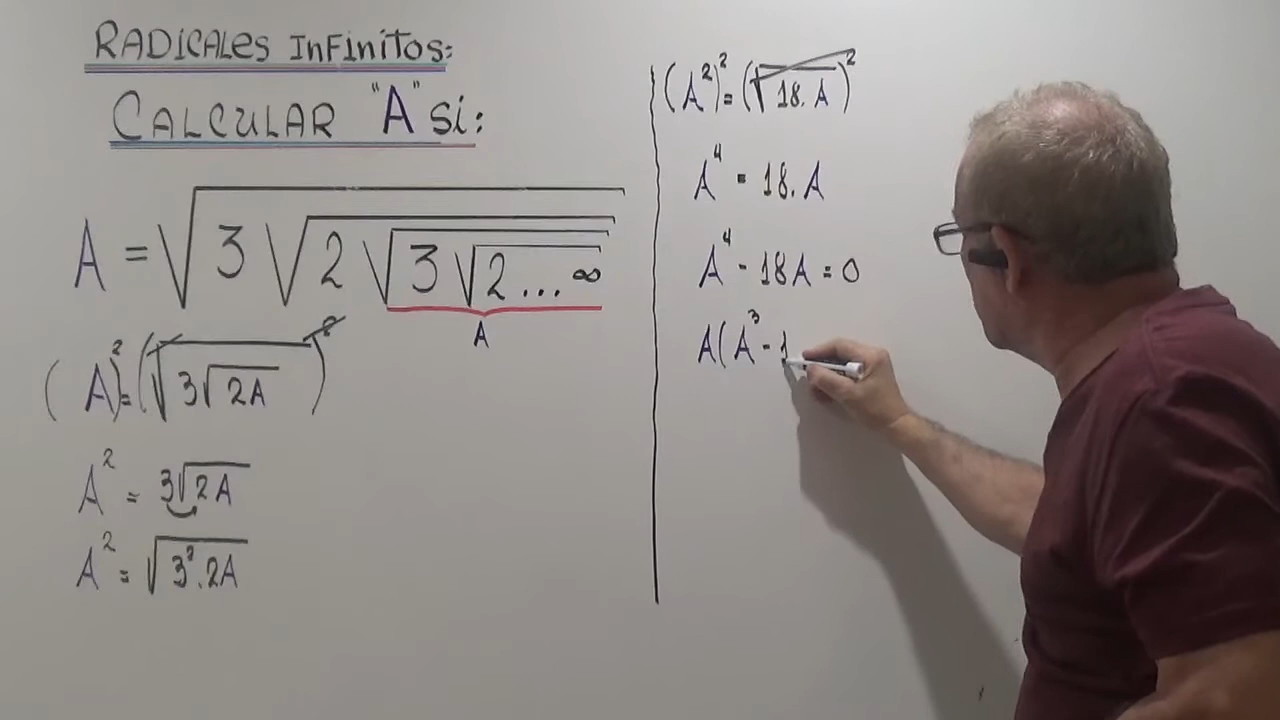 RADICALES INFINITOS:
CALCULAR "A" Si:
A = √3√2√3√2...∞
A
(A)² = (√3√2A)²
A² = 3√2A
A² = √3².2A
(A²)² = (√18.A)²
A⁴ = 18.A
A⁴ - 18A = 0
A(A³ - 1